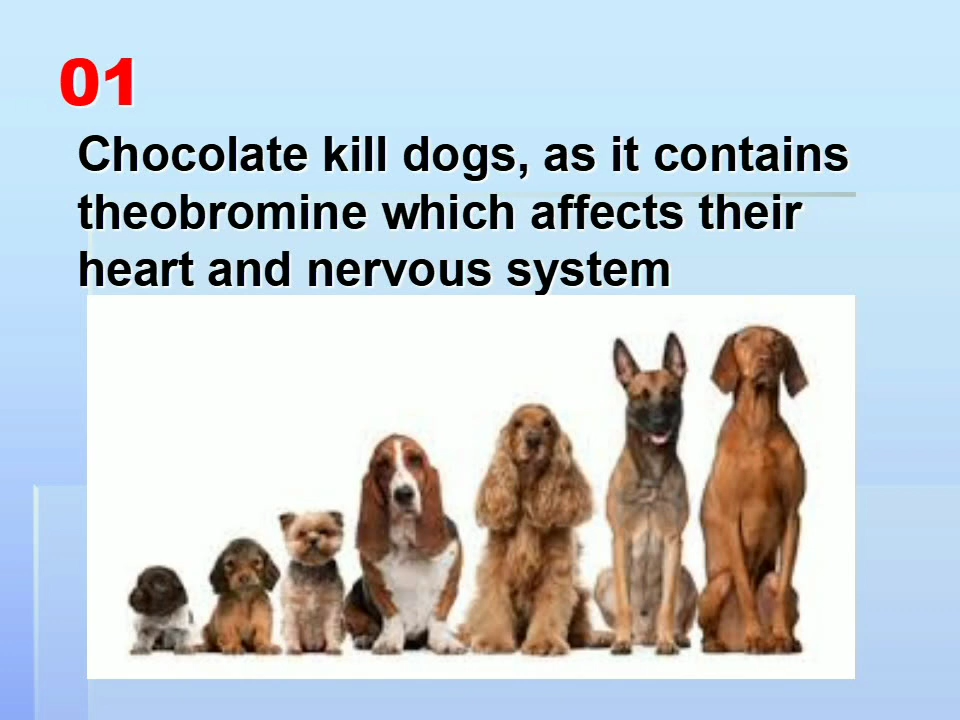 01
Chocolate kill dogs, as it contains
theobromine which affects their
heart and nervous system